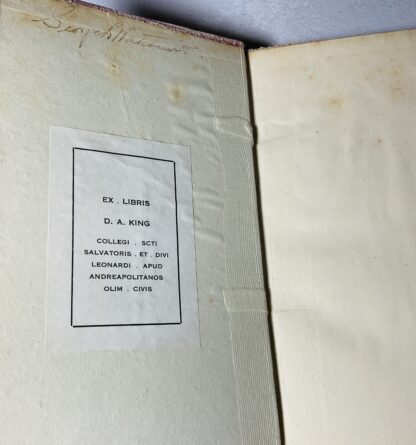 EX . LIBRIS
D. A. KING
COLLEGI . SCTI
SALVATORIS . ET . DIVI
LEONARDI . APUD
ANDREAPOLITANOS
OLIM . CIVIS